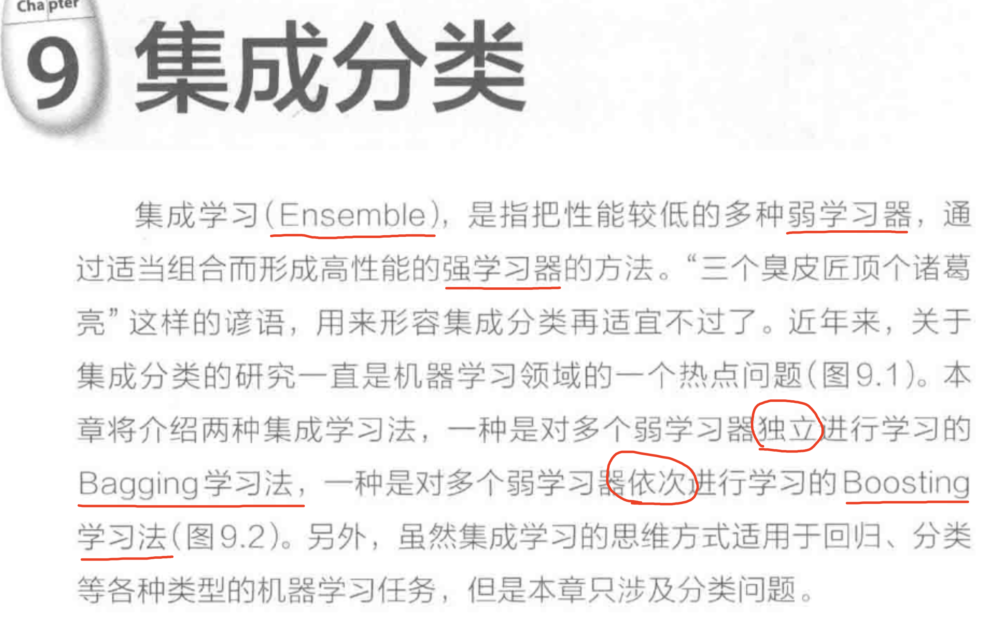 Chapter
9 集成分类
集成学习(Ensemble)，是指把性能较低的多种弱学习器，通
过适当组合而形成高性能的强学习器的方法。“三个臭皮匠顶个诸葛
亮”这样的谚语，用来形容集成分类再适宜不过了。近年来，关于
集成分类的研究一直是机器学习领域的一个热点问题(图9.1)。本
章将介绍两种集成学习法，一种是对多个弱学习器独立进行学习的
Bagging学习法，一种是对多个弱学习器依次进行学习的Boosting
学习法(图9.2)。另外，虽然集成学习的思维方式适用于回归、分类
等各种类型的机器学习任务，但是本章只涉及分类问题。